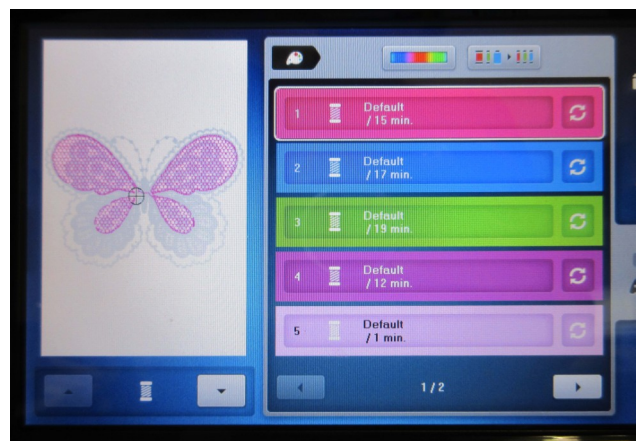 1
Default
/ 15 min.
2
Default
/ 17 min.
3
Default
/ 19 min.
4
Default
/ 12 min.
5
Default
/ 1 min.
1 / 2